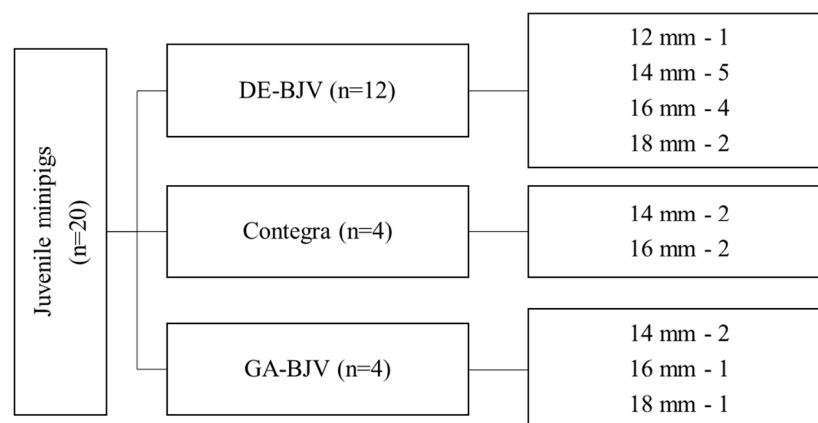 Juvenile minipigs
(n=20)
DE-BJV (n=12)
12 mm - 1
14 mm - 5
16 mm - 4
18 mm - 2
Contegra (n=4)
14 mm - 2
16 mm - 2
GA-BJV (n=4)
14 mm - 2
16 mm - 1
18 mm - 1